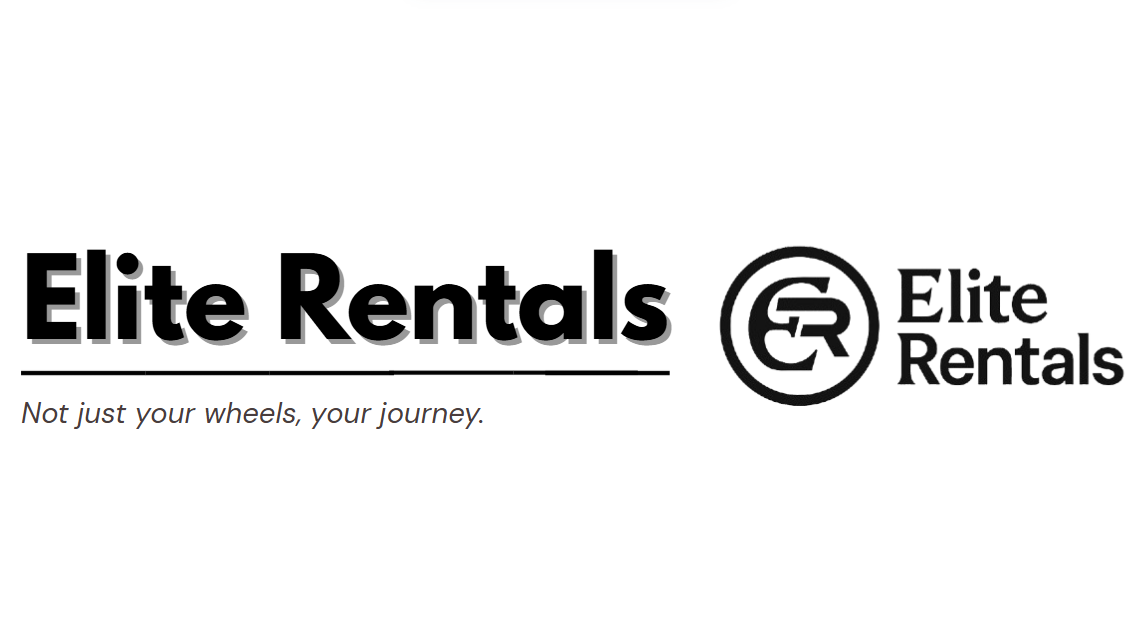 Elite Rentals
Not just your wheels, your journey.
ER
Elite
Rentals